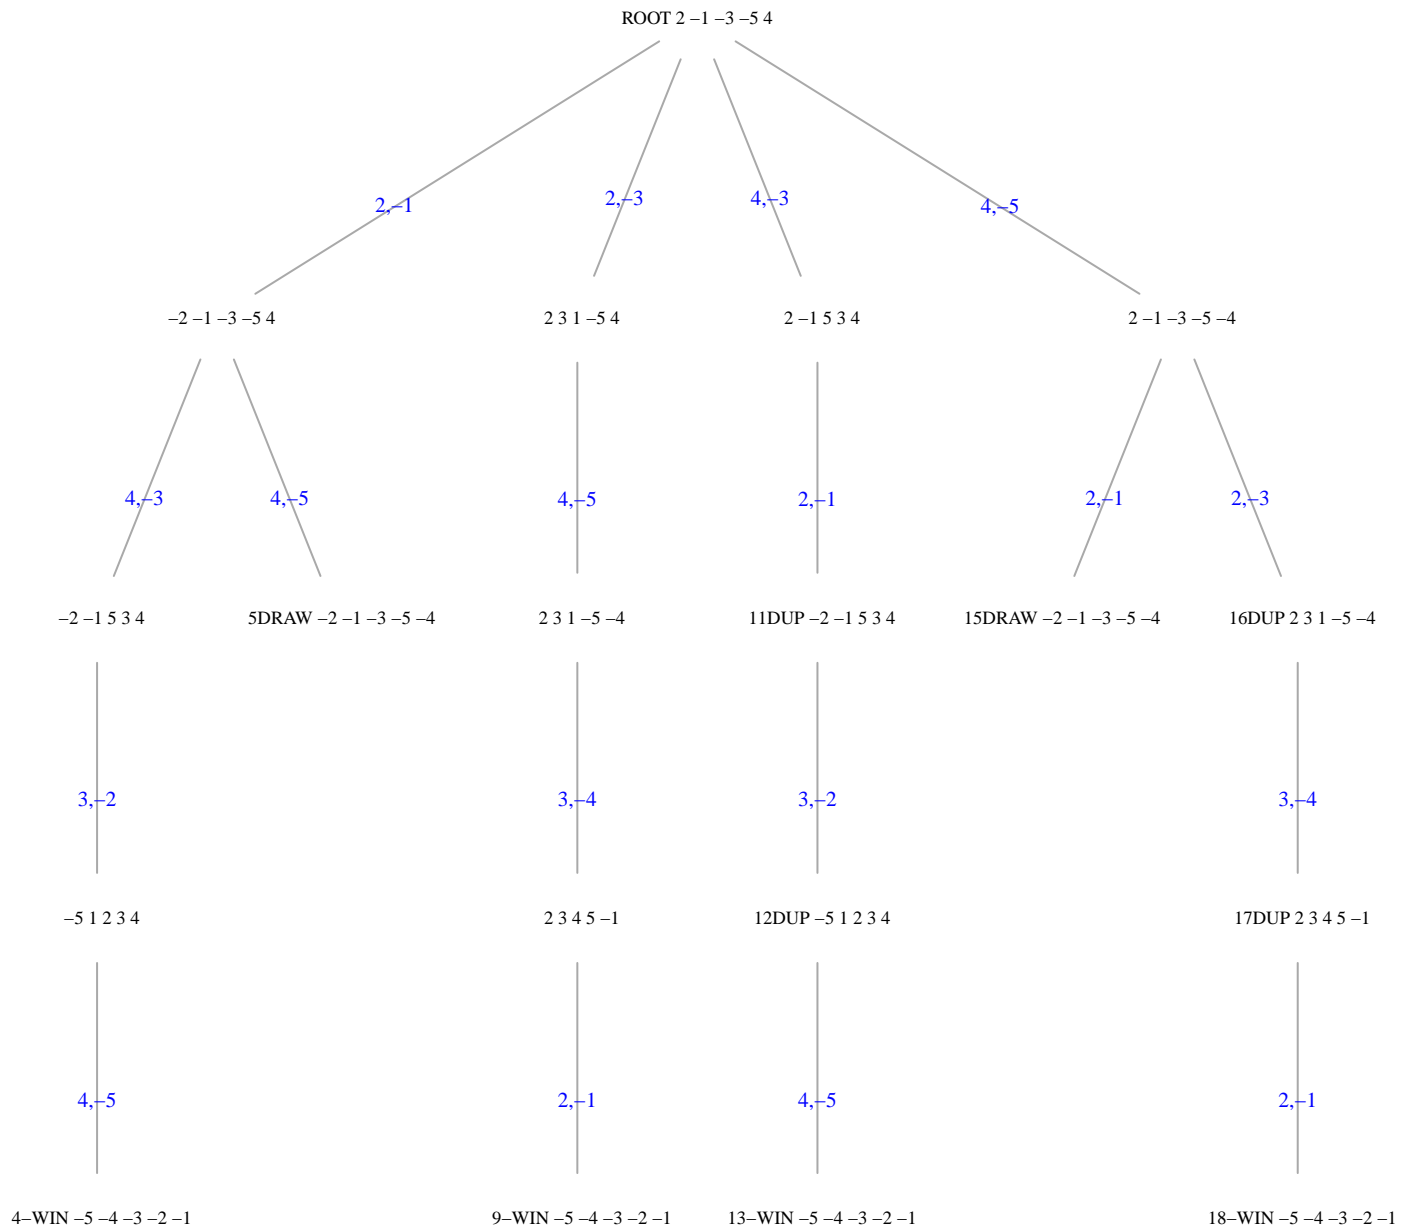 ROOT 2 –1 –3 –5 4
2,–1
2,–3
4,–3
4,–5
–2 –1 –3 –5 4
2 3 1 –5 4
2 –1 5 3 4
2 –1 –3 –5 –4
4,–3
4,–5
4,–5
2,–1
2,–1
2,–3
–2 –1 5 3 4
5DRAW –2 –1 –3 –5 –4
2 3 1 –5 –4
11DUP –2 –1 5 3 4
15DRAW –2 –1 –3 –5 –4
16DUP 2 3 1 –5 –4
3,–2
3,–4
3,–2
3,–4
–5 1 2 3 4
2 3 4 5 –1
12DUP –5 1 2 3 4
17DUP 2 3 4 5 –1
4,–5
2,–1
4,–5
2,–1
4–WIN –5 –4 –3 –2 –1
9–WIN –5 –4 –3 –2 –1
13–WIN –5 –4 –3 –2 –1
18–WIN –5 –4 –3 –2 –1